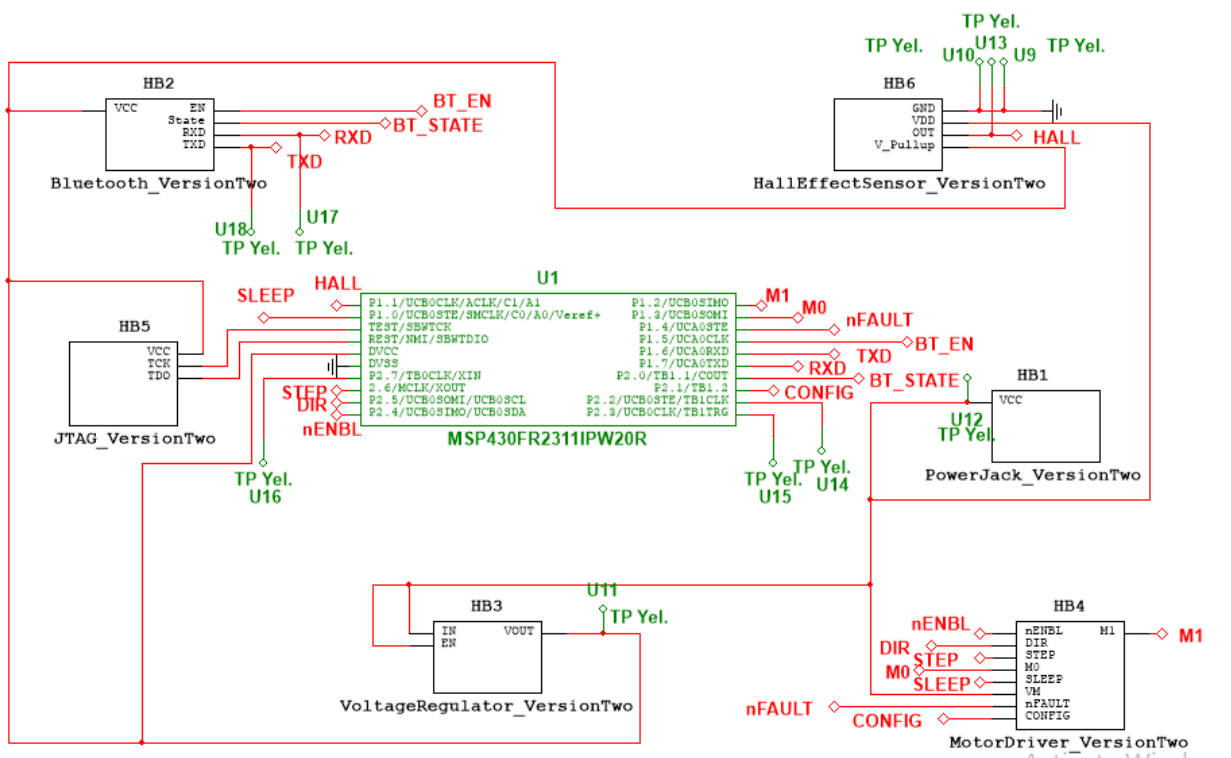 TP Yel.
TP Yel. U10 U13 U9 TP Yel.
HB2
VCC EN BT_EN
State BT_STATE
RXD RXD
TXD TXD
Bluetooth_VersionTwo
U18 U17
TP Yel. TP Yel.
HB6
GND
VDD
OUT HALL
V_Pullup
HallEffectSensor_VersionTwo
U1
HALL P1.1/UCB0CLK/ACLK/C1/A1 P1.2/UCB0SIMO M1
SLEEP P1.0/UCB0STE/SMCLK/C0/A0/Veref+ P1.3/UCB0SOMI M0
TEST/SBWTCK P1.4/UCA0STE nFAULT
REST/NMI/SBWTDIO P1.5/UCA0CLK BT_EN
DVCC P1.6/UCA0RXD TXD
DVSS P1.7/UCA0TXD RXD
P2.7/TB0CLK/XIN P2.0/TB1.1/COUT BT_STATE
STEP 2.6/MCLK/XOUT P2.1/TB1.2 CONFIG
DIR P2.5/UCB0SOMI/UCB0SCL P2.2/UCB0STE/TB1CLK
nENBL P2.4/UCB0SIMO/UCB0SDA P2.3/UCB0CLK/TB1TRG
MSP430FR2311IPW20R
HB5
VCC
TCK
TDO
JTAG_VersionTwo
TP Yel.
U16
TP Yel.
U15
TP Yel.
U14
HB1
VCC
U12
TP Yel.
PowerJack_VersionTwo
U11
TP Yel.
HB3
IN VOUT
EN
VoltageRegulator_VersionTwo
HB4
nENBL nENBL M1 M1
DIR DIR
STEP STEP
M0 M0
SLEEP SLEEP
VM
nFAULT nFAULT
CONFIG CONFIG
MotorDriver_VersionTwo